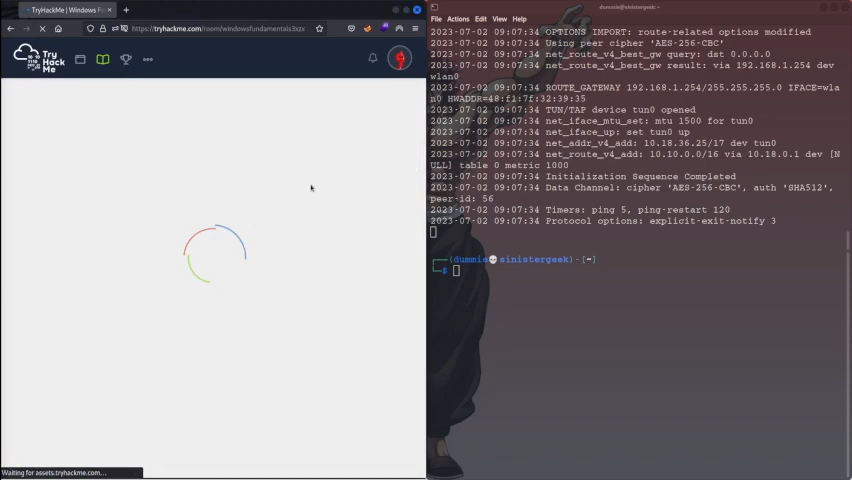 TryHackMe | Windows Fu
https://tryhackme.com/room/windowsfundamentals3xzx
Try
Hack
Me
Waiting for assets.tryhackme.com...
dummie@sinistergeek: ~
File Actions Edit View Help
2023-07-02 09:07:34 OPTIONS IMPORT: route-related options modified
2023-07-02 09:07:34 Using peer cipher 'AES-256-CBC'
2023-07-02 09:07:34 net_route_v4_best_gw query: dst 0.0.0.0
2023-07-02 09:07:34 net_route_v4_best_gw result: via 192.168.1.254 dev
wlan0
2023-07-02 09:07:34 ROUTE_GATEWAY 192.168.1.254/255.255.255.0 IFACE=wla
n0 HWADDR=48:f1:7f:32:39:35
2023-07-02 09:07:34 TUN/TAP device tun0 opened
2023-07-02 09:07:34 net_iface_mtu_set: mtu 1500 for tun0
2023-07-02 09:07:34 net_iface_up: set tun0 up
2023-07-02 09:07:34 net_addr_v4_add: 10.18.36.25/17 dev tun0
2023-07-02 09:07:34 net_route_v4_add: 10.10.0.0/16 via 10.18.0.1 dev [N
ULL] table 0 metric 1000
2023-07-02 09:07:34 Initialization Sequence Completed
2023-07-02 09:07:34 Data Channel: cipher 'AES-256-CBC', auth 'SHA512',
peer-id: 56
2023-07-02 09:07:34 Timers: ping 5, ping-restart 120
2023-07-02 09:07:34 Protocol options: explicit-exit-notify 3
(dummie💀sinistergeek)-[~]
$